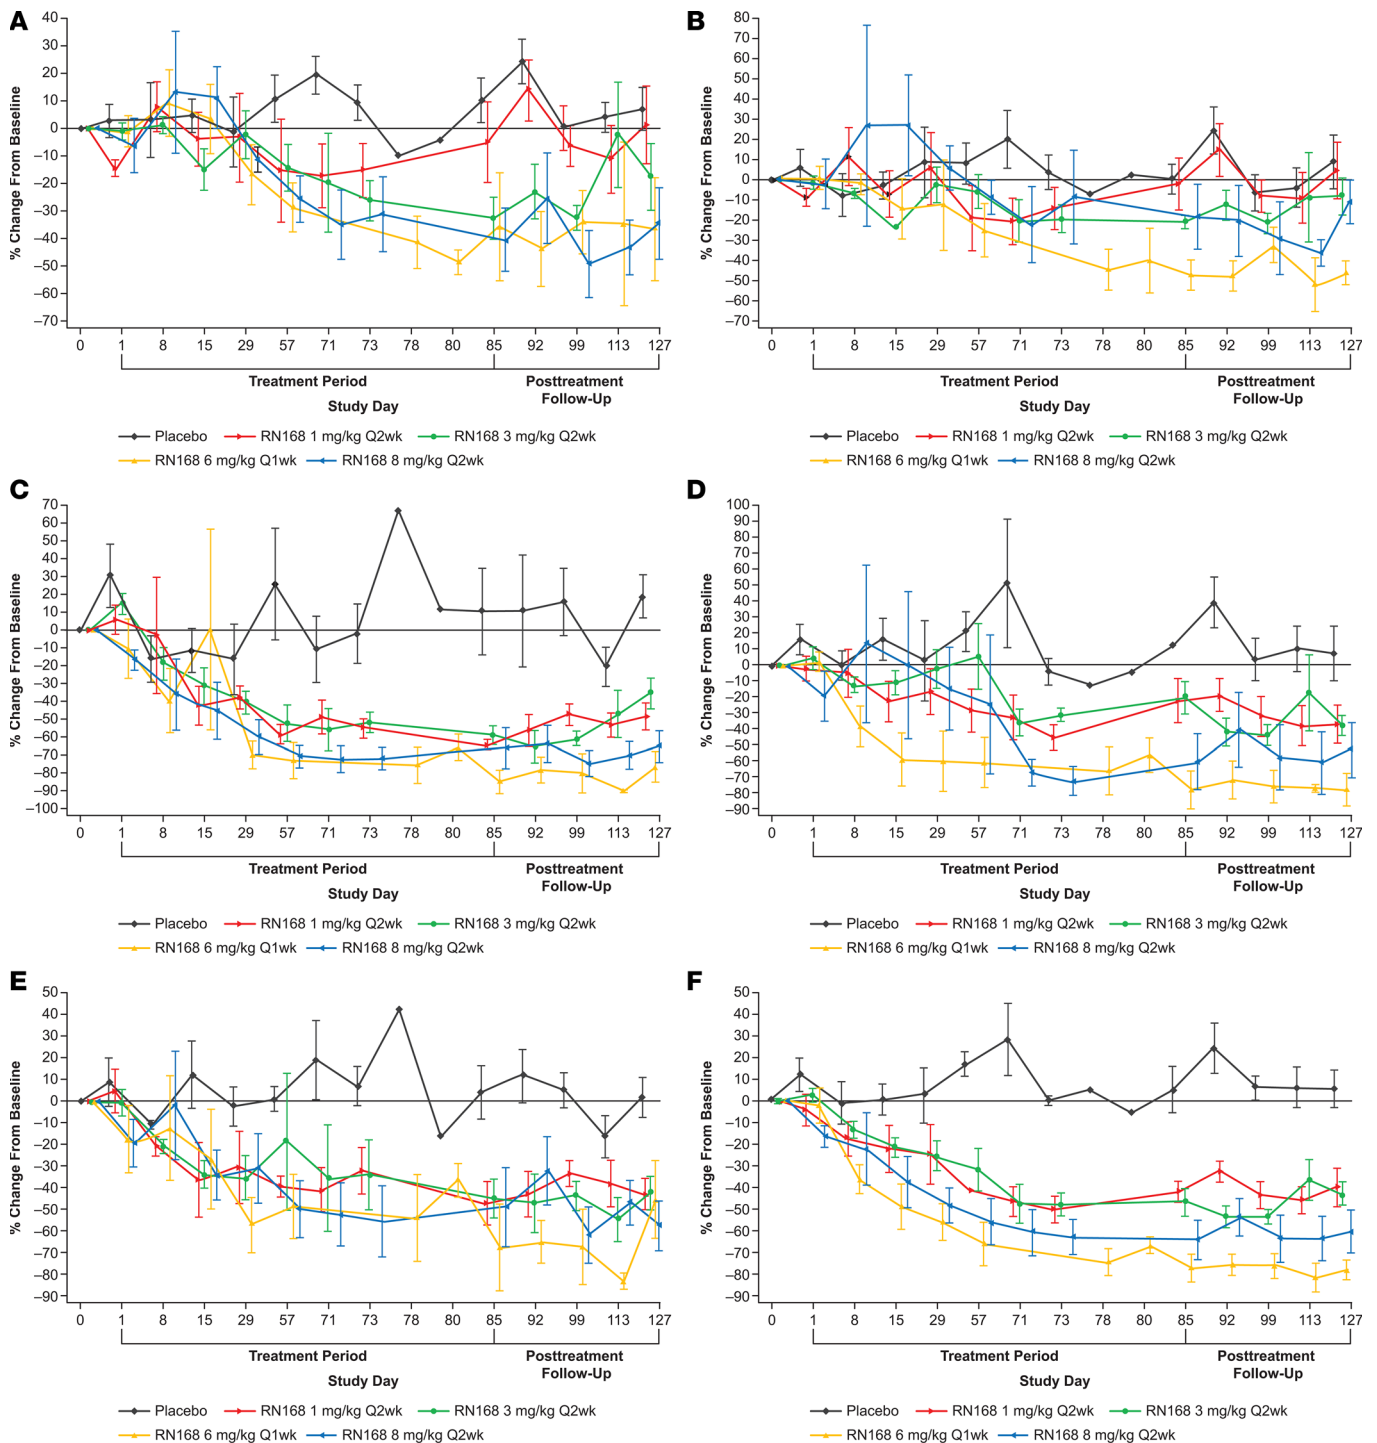 A
% Change From Baseline
40
30
20
10
0
–10
–20
–30
–40
–50
–60
–70
0 1 8 15 29 57 71 73 78 80 85 92 99 113 127
Treatment Period Posttreatment
Follow-Up
Study Day
Placebo RN168 1 mg/kg Q2wk RN168 3 mg/kg Q2wk
RN168 6 mg/kg Q1wk RN168 8 mg/kg Q2wk
B
% Change From Baseline
80
70
60
50
40
30
20
10
0
–10
–20
–30
–40
–50
–60
–70
0 1 8 15 29 57 71 73 78 80 85 92 99 113 127
Treatment Period Posttreatment
Follow-Up
Study Day
Placebo RN168 1 mg/kg Q2wk RN168 3 mg/kg Q2wk
RN168 6 mg/kg Q1wk RN168 8 mg/kg Q2wk
C
% Change From Baseline
70
60
50
40
30
20
10
0
–10
–20
–30
–40
–50
–60
–70
–80
–90
–100
0 1 8 15 29 57 71 73 78 80 85 92 99 113 127
Treatment Period Posttreatment
Follow-Up
Study Day
Placebo RN168 1 mg/kg Q2wk RN168 3 mg/kg Q2wk
RN168 6 mg/kg Q1wk RN168 8 mg/kg Q2wk
D
% Change From Baseline
100
90
80
70
60
50
40
30
20
10
0
–10
–20
–30
–40
–50
–60
–70
–80
–90
0 1 8 15 29 57 71 73 78 80 85 92 99 113 127
Treatment Period Posttreatment
Follow-Up
Study Day
Placebo RN168 1 mg/kg Q2wk RN168 3 mg/kg Q2wk
RN168 6 mg/kg Q1wk RN168 8 mg/kg Q2wk
E
% Change From Baseline
50
40
30
20
10
0
–10
–20
–30
–40
–50
–60
–70
–80
–90
0 1 8 15 29 57 71 73 78 80 85 92 99 113 127
Treatment Period Posttreatment
Follow-Up
Study Day
Placebo RN168 1 mg/kg Q2wk RN168 3 mg/kg Q2wk
RN168 6 mg/kg Q1wk RN168 8 mg/kg Q2wk
F
% Change From Baseline
50
40
30
20
10
0
–10
–20
–30
–40
–50
–60
–70
–80
–90
0 1 8 15 29 57 71 73 78 80 85 92 99 113 127
Treatment Period Posttreatment
Follow-Up
Study Day
Placebo RN168 1 mg/kg Q2wk RN168 3 mg/kg Q2wk
RN168 6 mg/kg Q1wk RN168 8 mg/kg Q2wk